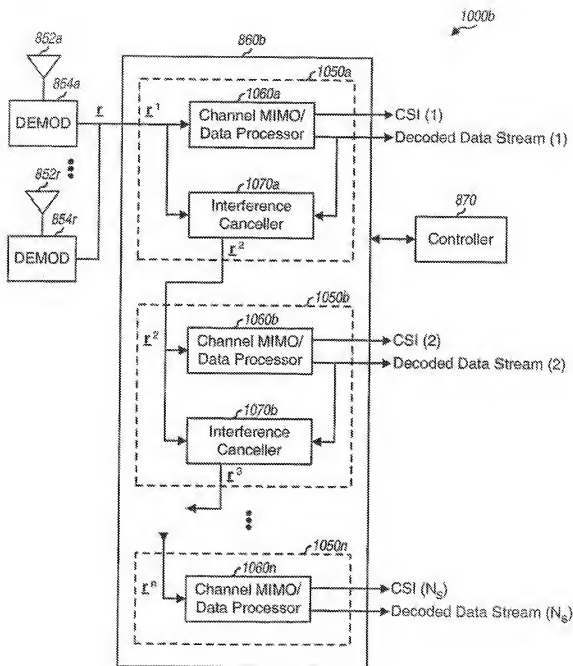 1000b
852a
860b
854a
1050a
1060a
DEMOD
r
r 1
Channel MIMO/
Data Processor
CSI (1)
Decoded Data Stream (1)
852r
1070a
854r
Interference
Canceller
870
DEMOD
Controller
r 2
1050b
1060b
r 2
Channel MIMO/
Data Processor
CSI (2)
Decoded Data Stream (2)
1070b
Interference
Canceller
r 3
1050n
1060n
r n
Channel MIMO/
Data Processor
CSI (NS)
Decoded Data Stream (NS)